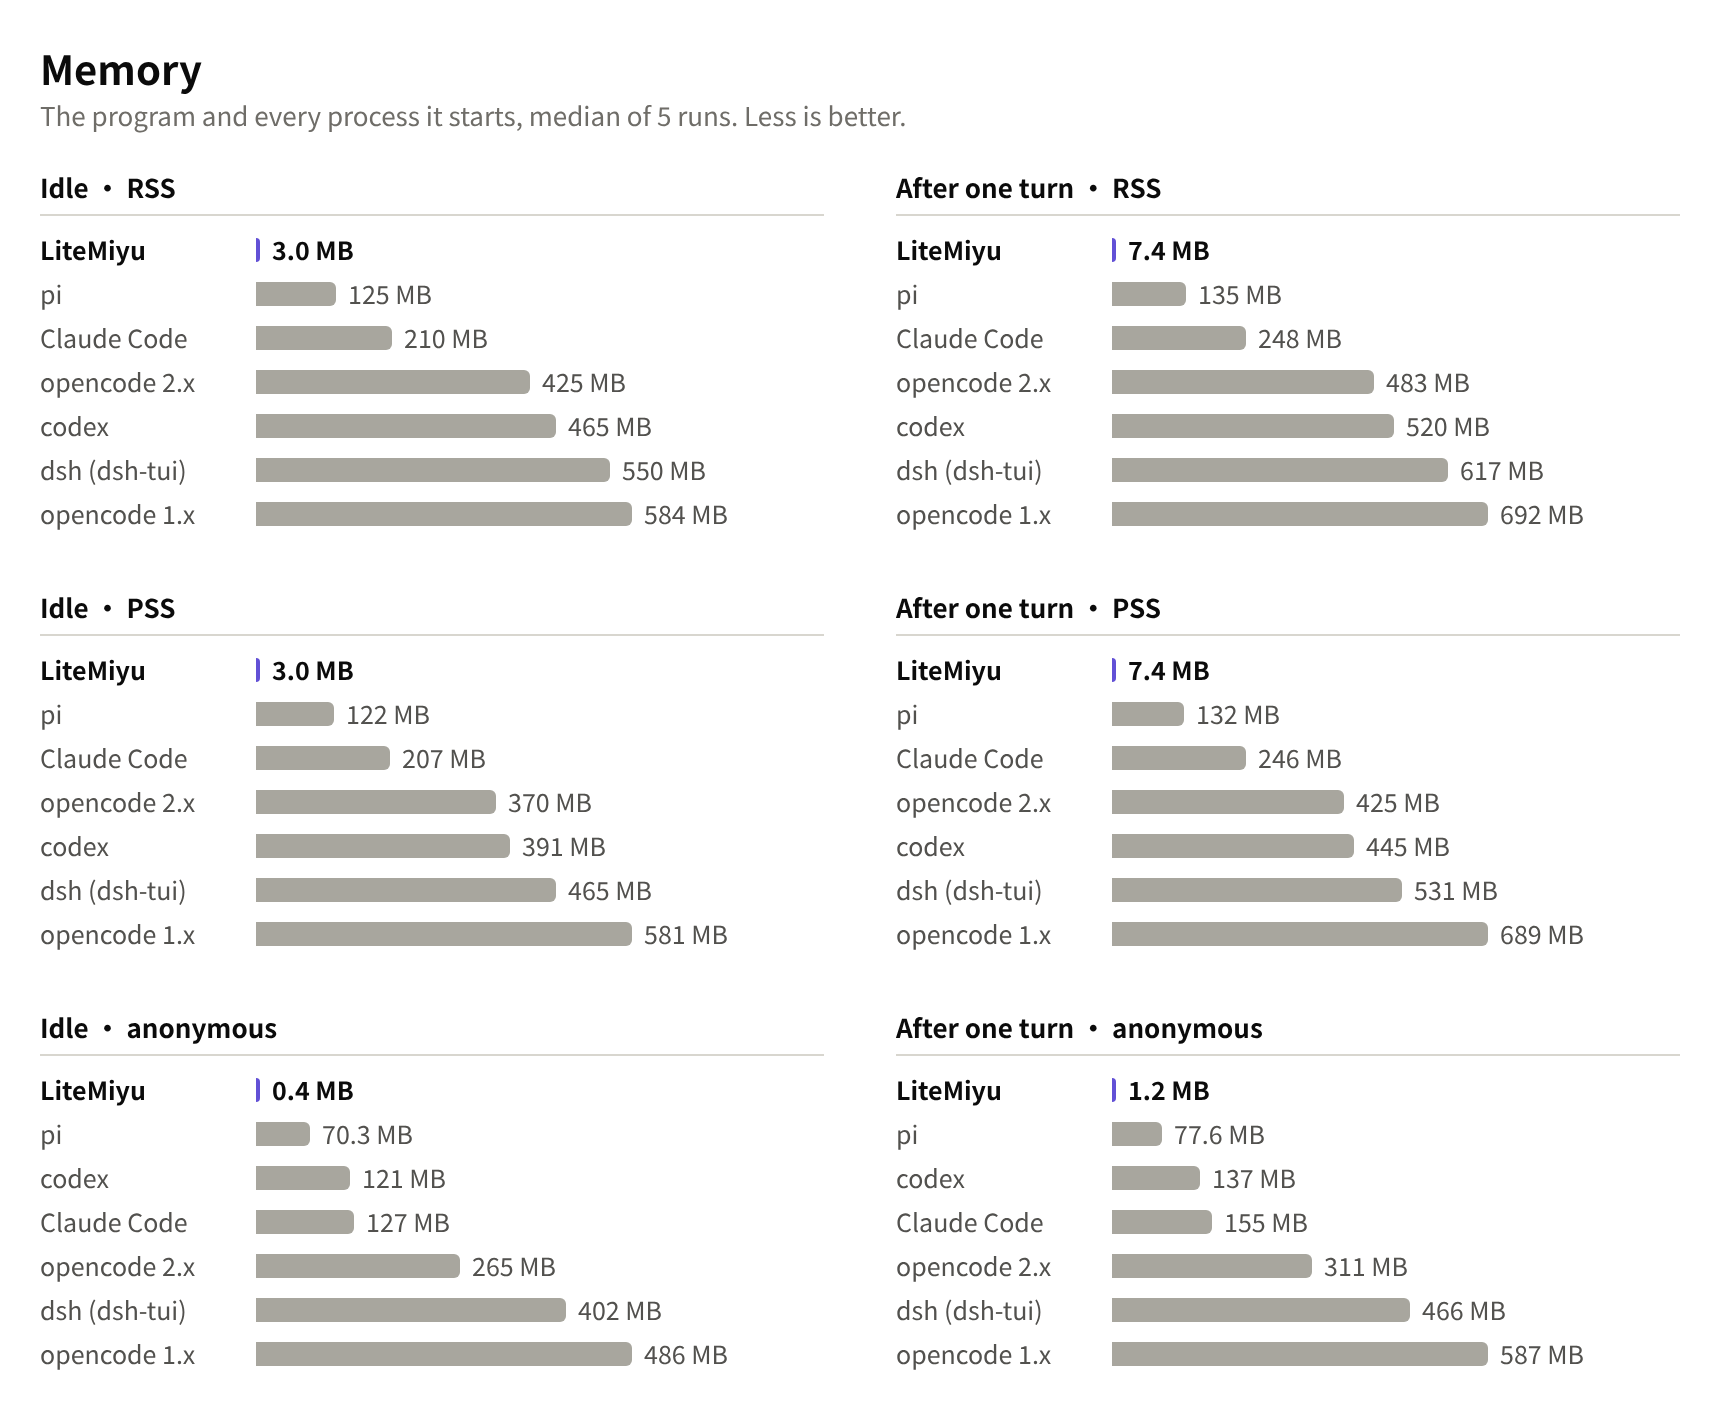 Memory
The program and every process it starts, median of 5 runs. Less is better.
Idle • RSS
LiteMiyu 3.0 MB
pi 125 MB
Claude Code 210 MB
opencode 2.x 425 MB
codex 465 MB
dsh (dsh-tui) 550 MB
opencode 1.x 584 MB
After one turn • RSS
LiteMiyu 7.4 MB
pi 135 MB
Claude Code 248 MB
opencode 2.x 483 MB
codex 520 MB
dsh (dsh-tui) 617 MB
opencode 1.x 692 MB
Idle • PSS
LiteMiyu 3.0 MB
pi 122 MB
Claude Code 207 MB
opencode 2.x 370 MB
codex 391 MB
dsh (dsh-tui) 465 MB
opencode 1.x 581 MB
After one turn • PSS
LiteMiyu 7.4 MB
pi 132 MB
Claude Code 246 MB
opencode 2.x 425 MB
codex 445 MB
dsh (dsh-tui) 531 MB
opencode 1.x 689 MB
Idle • anonymous
LiteMiyu 0.4 MB
pi 70.3 MB
codex 121 MB
Claude Code 127 MB
opencode 2.x 265 MB
dsh (dsh-tui) 402 MB
opencode 1.x 486 MB
After one turn • anonymous
LiteMiyu 1.2 MB
pi 77.6 MB
codex 137 MB
Claude Code 155 MB
opencode 2.x 311 MB
dsh (dsh-tui) 466 MB
opencode 1.x 587 MB